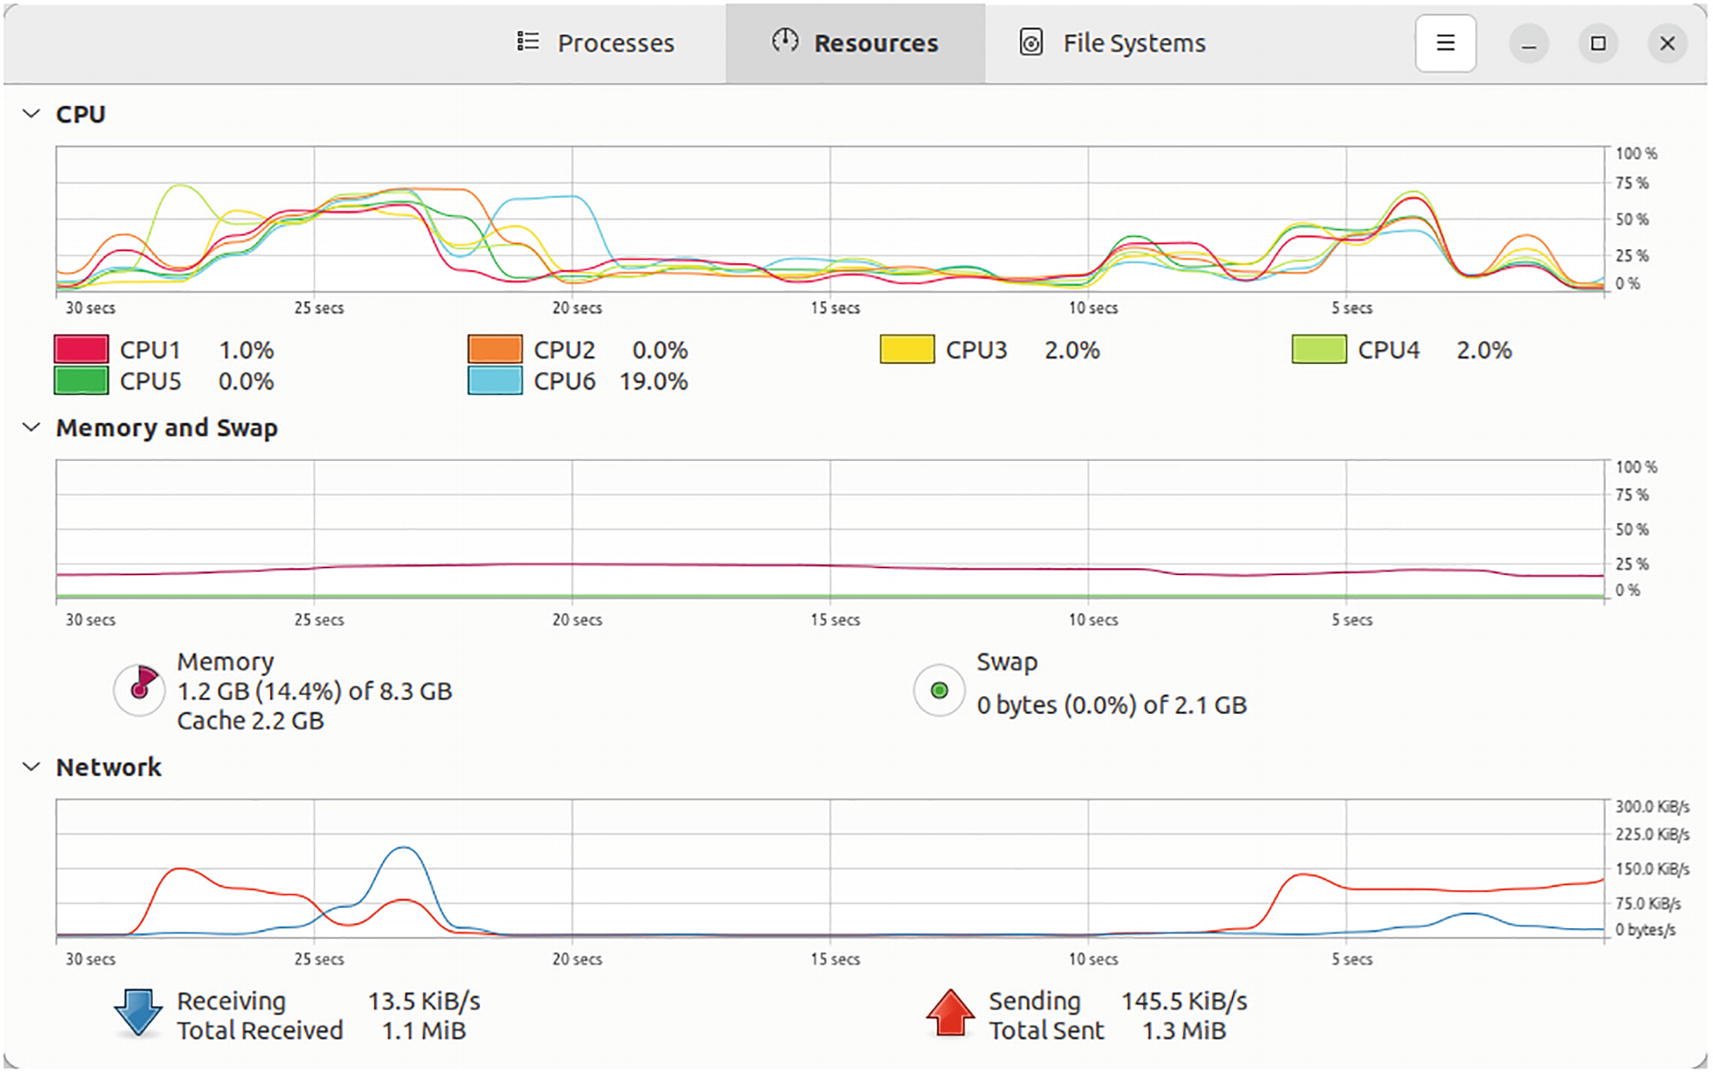 Processes Resources File Systems
CPU
100 %
75 %
50 %
25 %
0 %
30 secs 25 secs 20 secs 15 secs 10 secs 5 secs
CPU1 1.0% CPU2 0.0% CPU3 2.0% CPU4 2.0%
CPU5 0.0% CPU6 19.0%
Memory and Swap
100 %
75 %
50 %
25 %
0 %
30 secs 25 secs 20 secs 15 secs 10 secs 5 secs
Memory
1.2 GB (14.4%) of 8.3 GB
Cache 2.2 GB
Swap
0 bytes (0.0%) of 2.1 GB
Network
300.0 KiB/s
225.0 KiB/s
150.0 KiB/s
75.0 KiB/s
0 bytes/s
30 secs 25 secs 20 secs 15 secs 10 secs 5 secs
Receiving 13.5 KiB/s
Total Received 1.1 MiB
Sending 145.5 KiB/s
Total Sent 1.3 MiB